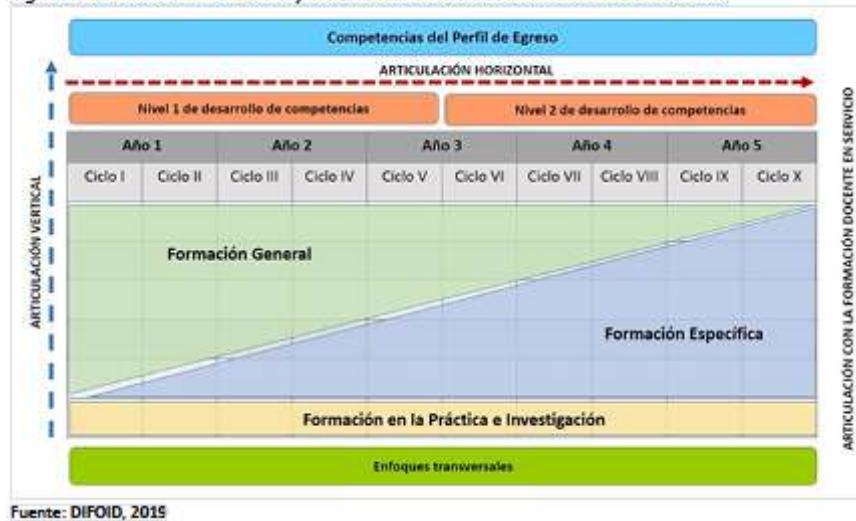 Competencias del Perfil de Egreso
ARTICULACIÓN HORIZONTAL
Nivel 1 de desarrollo de competencias
Nivel 2 de desarrollo de competencias
Año 1 Año 2 Año 3 Año 4 Año 5
Ciclo I Ciclo II Ciclo III Ciclo IV Ciclo V Ciclo VI Ciclo VII Ciclo VIII Ciclo IX Ciclo X
ARTICULACIÓN VERTICAL
Formación General
Formación Específica
Formación en la Práctica e Investigación
Enfoques transversales
ARTICULACIÓN CON LA FORMACIÓN DOCENTE EN SERVICIO
Fuente: DIFOID, 2019